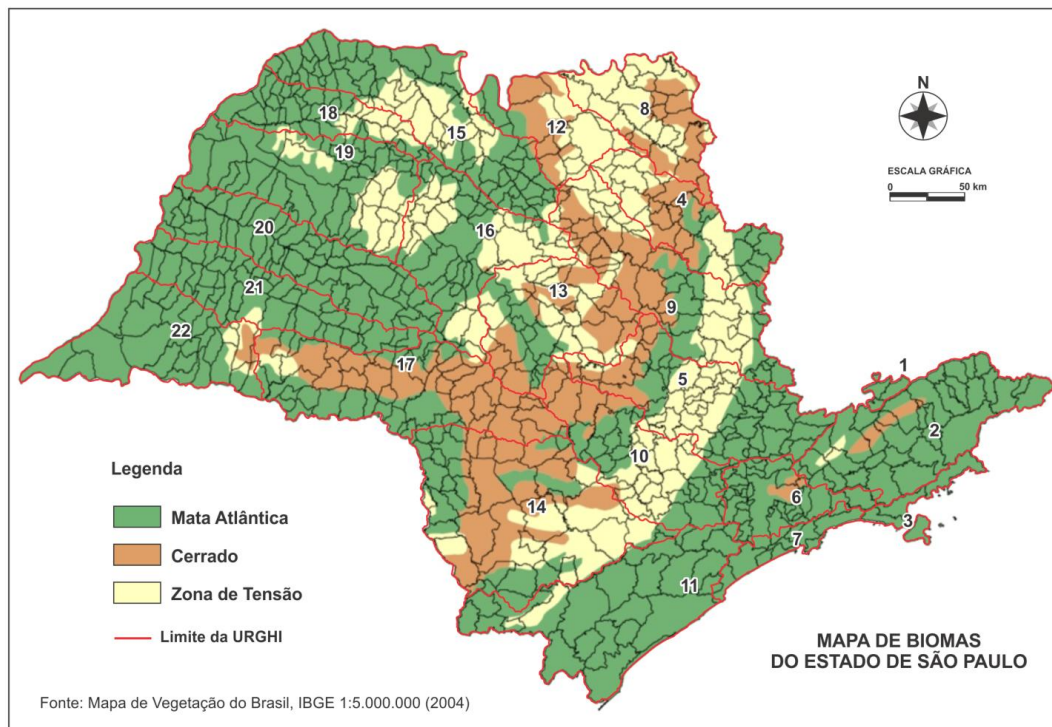 N
ESCALA GRÁFICA
0 50 km
18
15
12
8
19
4
20
16
13
21
9
22
17
5
1
2
10
6
14
3
7
11
Legenda
Mata Atlântica
Cerrado
Zona de Tensão
Limite da URGHI
MAPA DE BIOMAS
DO ESTADO DE SÃO PAULO
Fonte: Mapa de Vegetação do Brasil, IBGE 1:5.000.000 (2004)